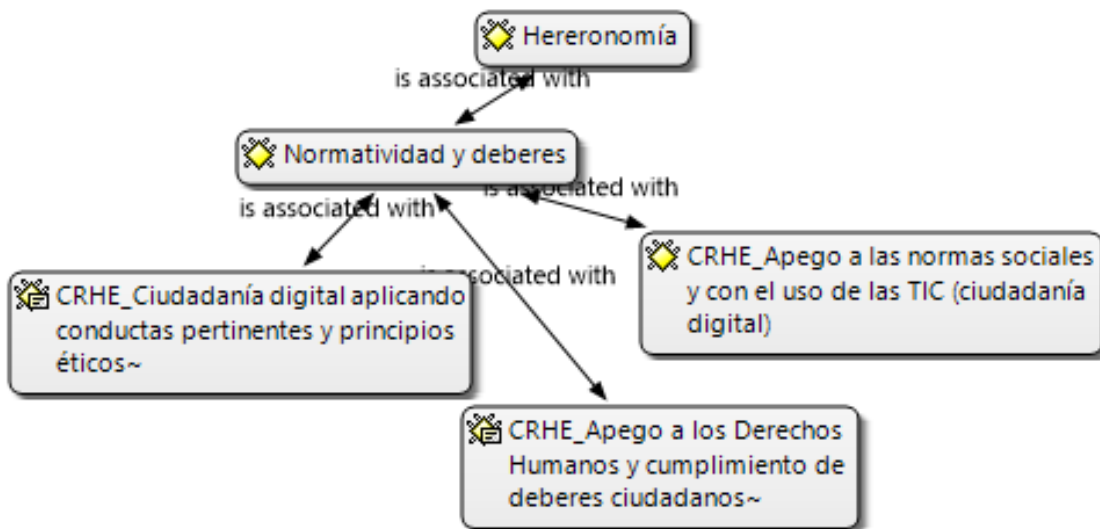 Hereronomía
is associated with
Normatividad y deberes
is associated with
is associated with
is associated with
CRHE_Apego a las normas sociales
y con el uso de las TIC (ciudadanía
digital)
CRHE_Ciudadanía digital aplicando
conductas pertinentes y principios
éticos~
CRHE_Apego a los Derechos
Humanos y cumplimiento de
deberes ciudadanos~